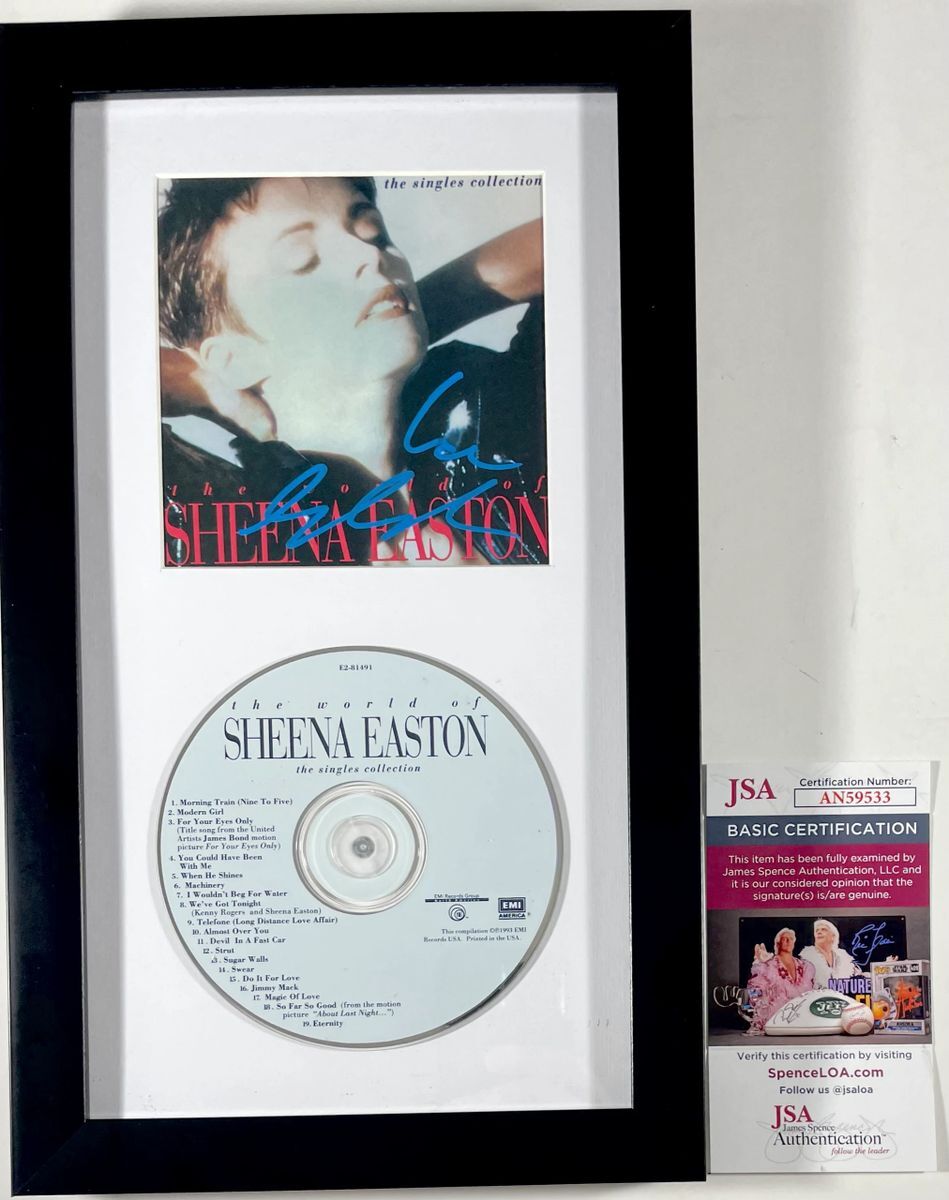 the singles collection
the world of
SHEENA EASTON
E2-81491
the world of
SHEENA EASTON
the singles collection
1. Morning Train (Nine To Five)
2. Modern Girl
3. For Your Eyes Only
(Title song from the United
Artists James Bond motion
picture For Your Eyes Only)
4. You Could Have Been
With Me
5. When He Shines
6. Machinery
7. I Wouldn't Beg For Water
8. We've Got Tonight
(Kenny Rogers and Sheena Easton)
9. Telefone (Long Distance Love Affair)
10. Almost Over You
11. Devil In A Fast Car
12. Strut
13. Sugar Walls
14. Swear
15. Do It For Love
16. Jimmy Mack
17. Magic Of Love
18. So Far So Good (from the motion
picture "About Last Night...")
19. Eternity
EMI Records Group
North America
EMI
AMERICA
This compilation ©℗1993 EMI
Records USA. Printed in the USA.
JSA
Certification Number:
AN59533
BASIC CERTIFICATION
This item has been fully examined by
James Spence Authentication, LLC and
it is our considered opinion that the
signature(s) is/are genuine.
NATURE
JETS
Verify this certification by visiting
SpenceLOA.com
Follow us @jsaloa
JSA
James Spence
Authentication
follow the leader